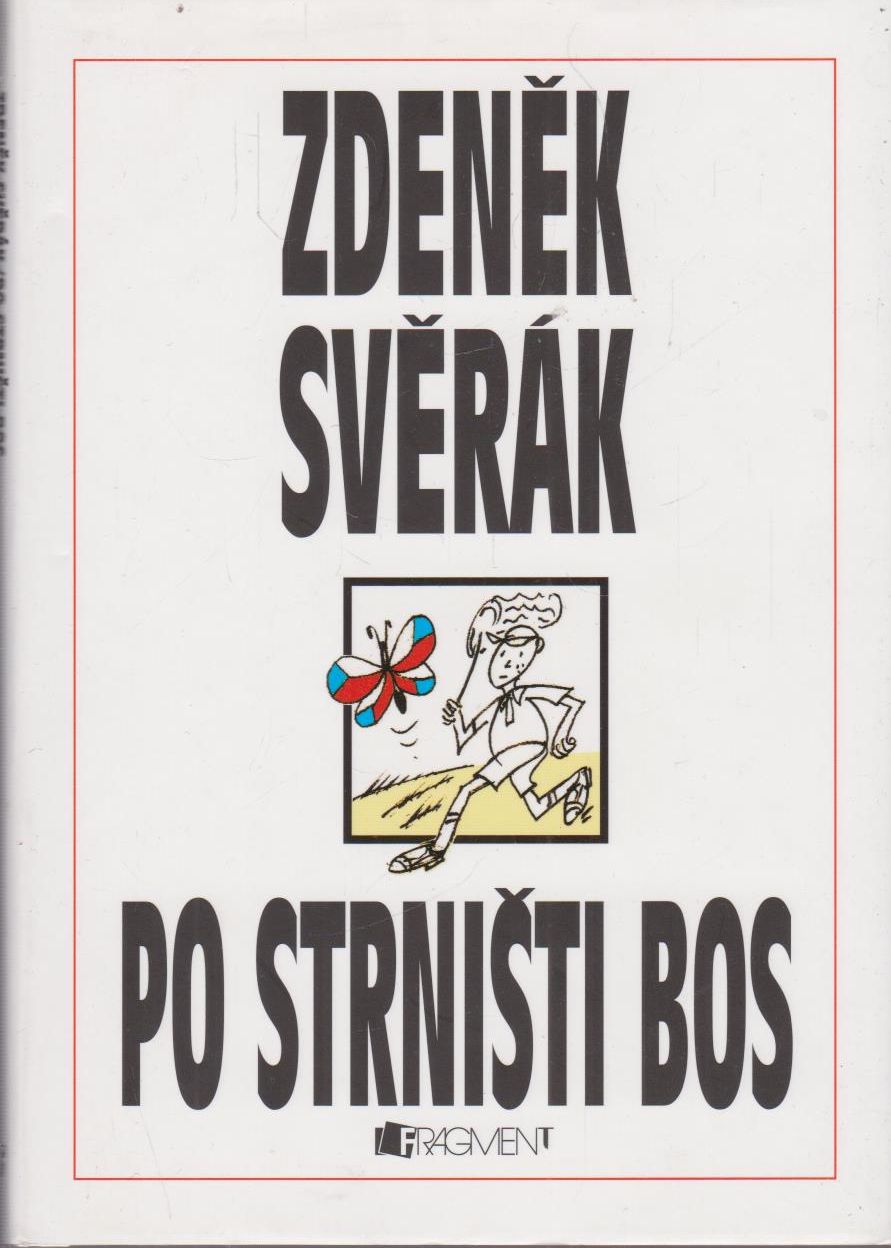 ZDENĚK
SVĚRÁK
PO STRNIŠTI BOS
FRAGMENT